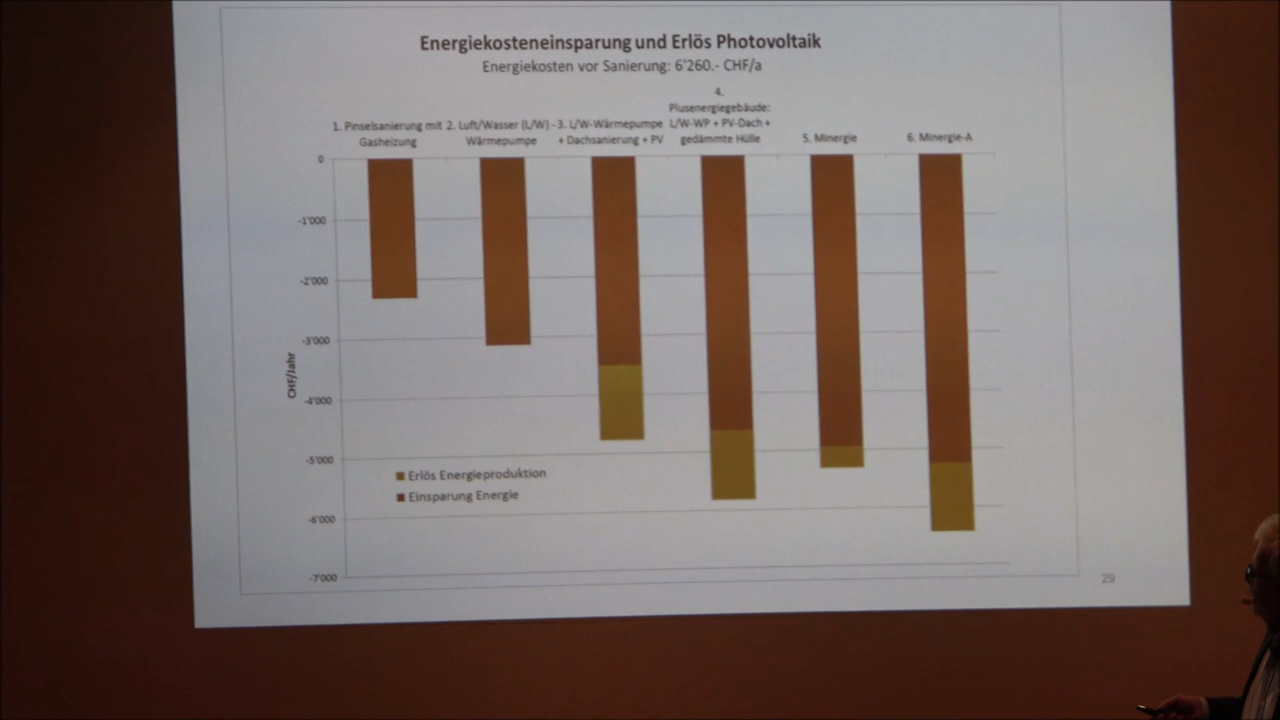 Energiekosteneinsparung und Erlös Photovoltaik
Energiekosten vor Sanierung: 6'260.- CHF/a
1. Pinselsanierung mit
Gasheizung
2. Luft/Wasser (L/W) -
Wärmepumpe
3. L/W-Wärmepumpe
+ Dachsanierung + PV
4.
Plusenergiegebäude:
L/W-WP + PV-Dach +
gedämmte Hülle
5. Minergie
6. Minergie-A
0
-1'000
-2'000
-3'000
-4'000
-5'000
-6'000
-7'000
CHF/Jahr
Erlös Energieproduktion
Einsparung Energie
29